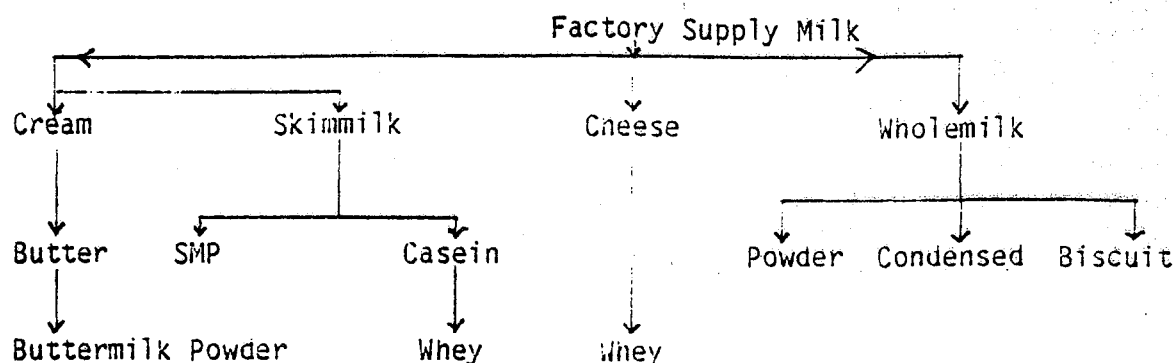 Factory Supply Milk
Cream Skimmilk Cheese Wholemilk
Butter SMP Casein Powder Condensed Biscuit
Buttermilk Powder Whey Whey